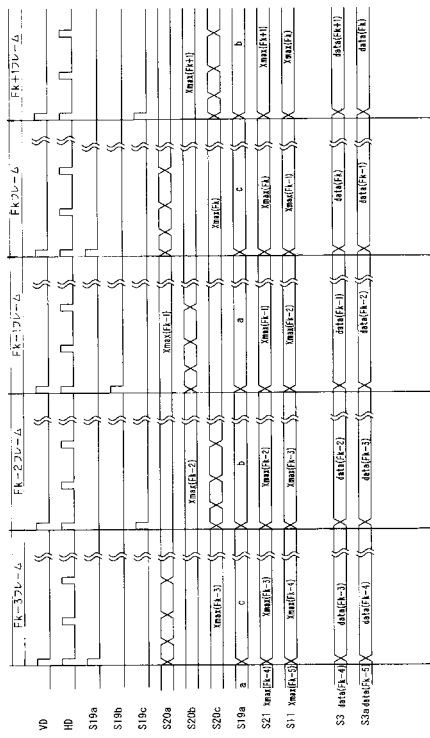 Fk-3フレーム Fk-2フレーム Fk-1フレーム Fkフレーム Fk+1フレーム
VD
HD
S19a
S19b
S19c
S20a Xmax(Fk-1)
S20b Xmax(Fk-2) Xmax(Fk+1)
S20c Xmax(Fk-3) Xmax(Fk)
S19a a c b a c b
S21 Xmax(Fk-4) Xmax(Fk-3) Xmax(Fk-2) Xmax(Fk-1) Xmax(Fk) Xmax(Fk+1)
S11 Xmax(Fk-5) Xmax(Fk-4) Xmax(Fk-3) Xmax(Fk-2) Xmax(Fk-1) Xmax(Fk)
S3 data(Fk-4) data(Fk-3) data(Fk-2) data(Fk-1) data(Fk) data(Fk+1)
S3a data(Fk-5) data(Fk-4) data(Fk-3) data(Fk-2) data(Fk-1) data(Fk)